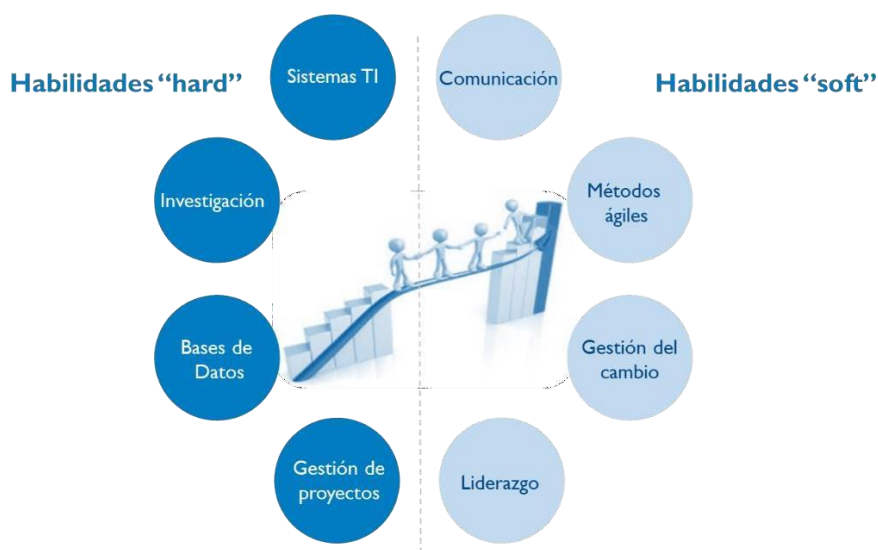 Habilidades “hard”
Sistemas TI
Investigación
Bases de
Datos
Gestión de
proyectos
Habilidades “soft”
Comunicación
Métodos
ágiles
Gestión del
cambio
Liderazgo